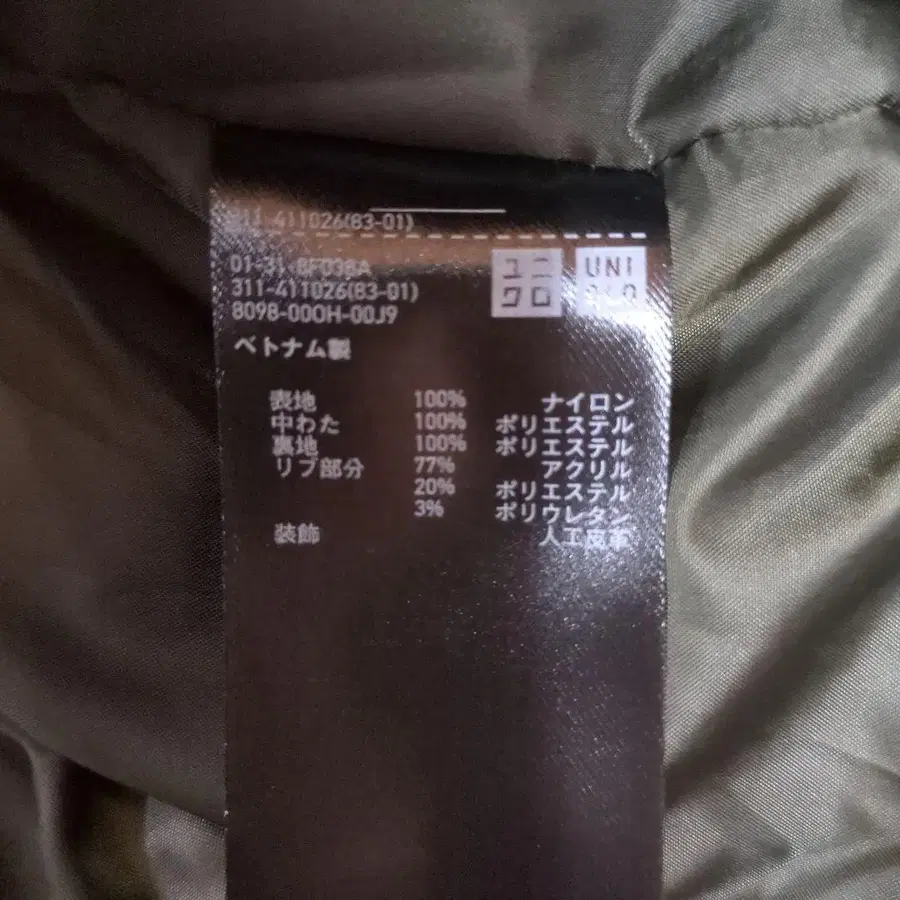 311-411026(83-01)
01-31 8F038A
311-411026(83-01)
8098-000H-00J9
ユニ
クロ
UNI
QLO
ベトナム製
表地 100% ナイロン
中わた 100% ポリエステル
裏地 100% ポリエステル
リブ部分 77% アクリル
20% ポリエステル
3% ポリウレタン
装飾 人工皮革